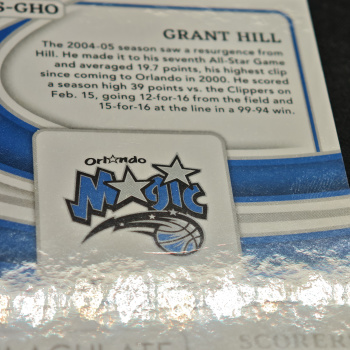 S-GHO
GRANT HILL
The 2004-05 season saw a resurgence from
Hill. He made it to his seventh All-Star Game
and averaged 19.7 points, his highest clip
since coming to Orlando in 2000. He scored
a season high 39 points vs. the Clippers on
Feb. 15, going 12-for-16 from the field and
15-for-16 at the line in a 99-94 win.
Orlando
Magic